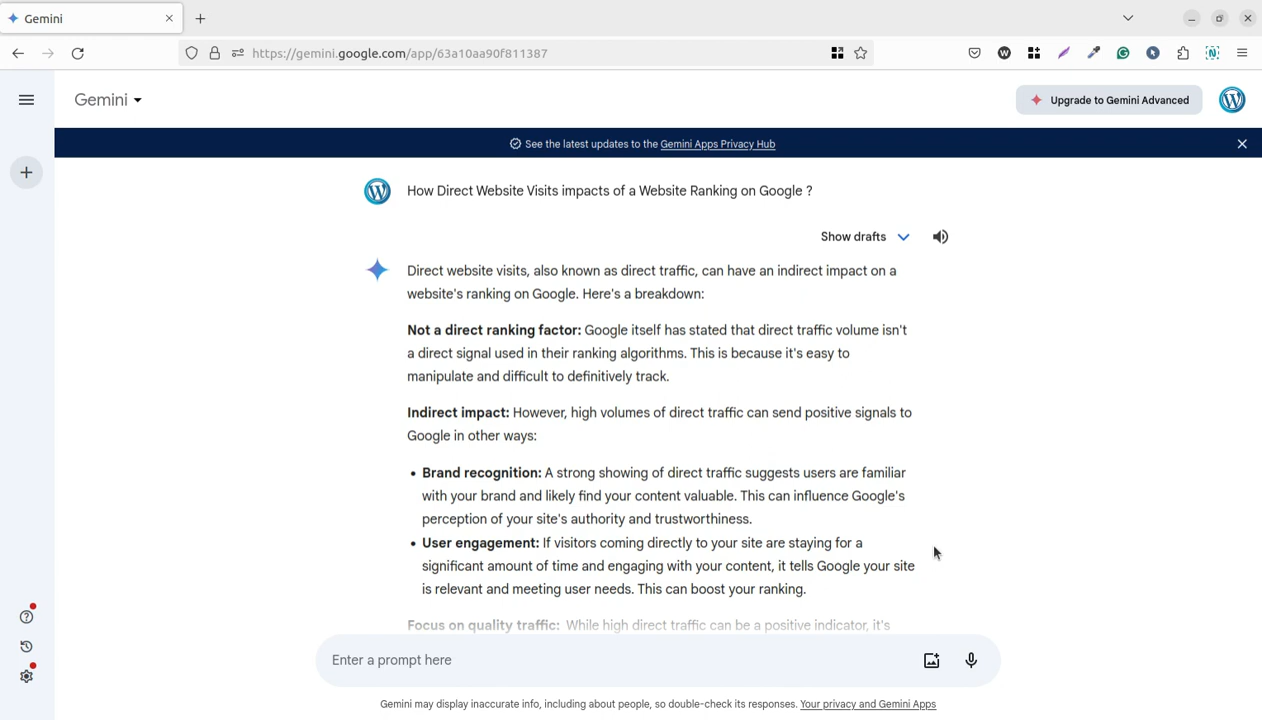 Gemini
https://gemini.google.com/app/63a10aa90f811387
Gemini
Upgrade to Gemini Advanced
See the latest updates to the Gemini Apps Privacy Hub
How Direct Website Visits impacts of a Website Ranking on Google ?
Show drafts
Direct website visits, also known as direct traffic, can have an indirect impact on a
website's ranking on Google. Here's a breakdown:
Not a direct ranking factor: Google itself has stated that direct traffic volume isn't
a direct signal used in their ranking algorithms. This is because it's easy to
manipulate and difficult to definitively track.
Indirect impact: However, high volumes of direct traffic can send positive signals to
Google in other ways:
• Brand recognition: A strong showing of direct traffic suggests users are familiar
with your brand and likely find your content valuable. This can influence Google's
perception of your site's authority and trustworthiness.
• User engagement: If visitors coming directly to your site are staying for a
significant amount of time and engaging with your content, it tells Google your site
is relevant and meeting user needs. This can boost your ranking.
Focus on quality traffic: While high direct traffic can be a positive indicator, it's
Enter a prompt here
Gemini may display inaccurate info, including about people, so double-check its responses. Your privacy and Gemini Apps